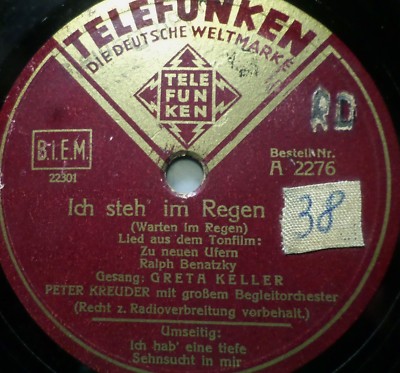 TELEFUNKEN
DIE DEUTSCHE WELTMARKE
TELE
FUN
KEN
RD
B.I.E.M.
22301
Bestell-Nr.
A 2276
Ich steh' im Regen
(Warten im Regen)
38
Lied aus dem Tonfilm:
Zu neuen Ufern
Ralph Benatzky
Gesang: GRETA KELLER
PETER KREUDER mit großem Begleitorchester
(Recht z. Radioverbreitung vorbehalt.)
Umseitig:
Ich hab' eine tiefe
Sehnsucht in mir